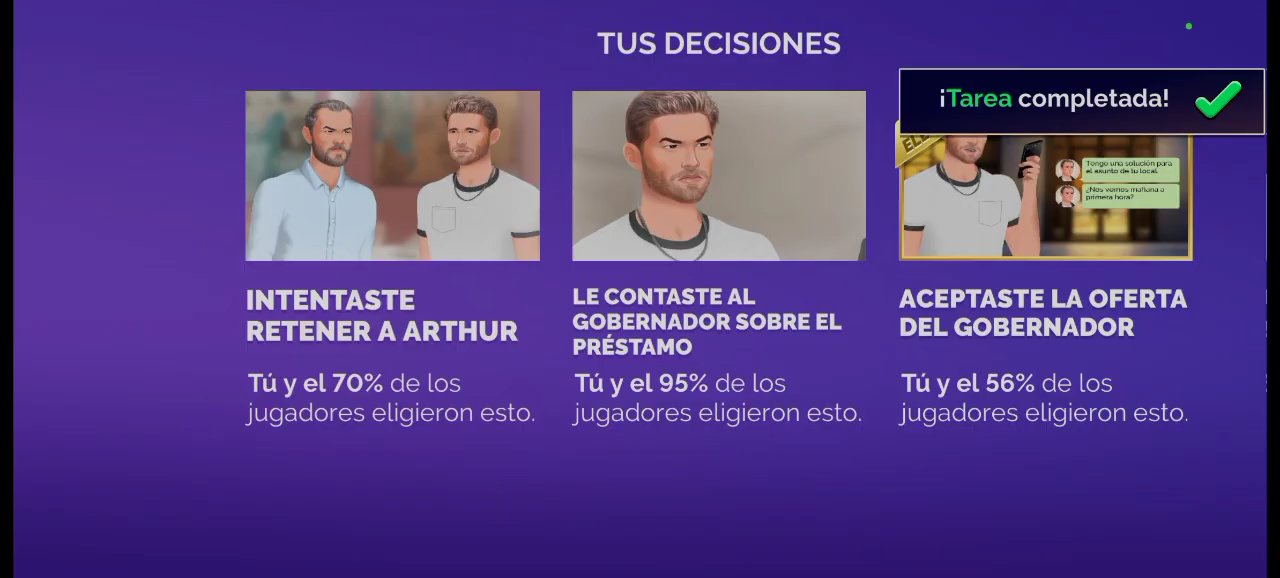 TUS DECISIONES
¡Tarea completada!
Tengo una solución para
el asunto de tu local.
¿Nos vemos mañana a
primera hora?
INTENTASTE
RETENER A ARTHUR
Tú y el 70% de los
jugadores eligieron esto.
LE CONTASTE AL
GOBERNADOR SOBRE EL
PRÉSTAMO
Tú y el 95% de los
jugadores eligieron esto.
ACEPTASTE LA OFERTA
DEL GOBERNADOR
Tú y el 56% de los
jugadores eligieron esto.